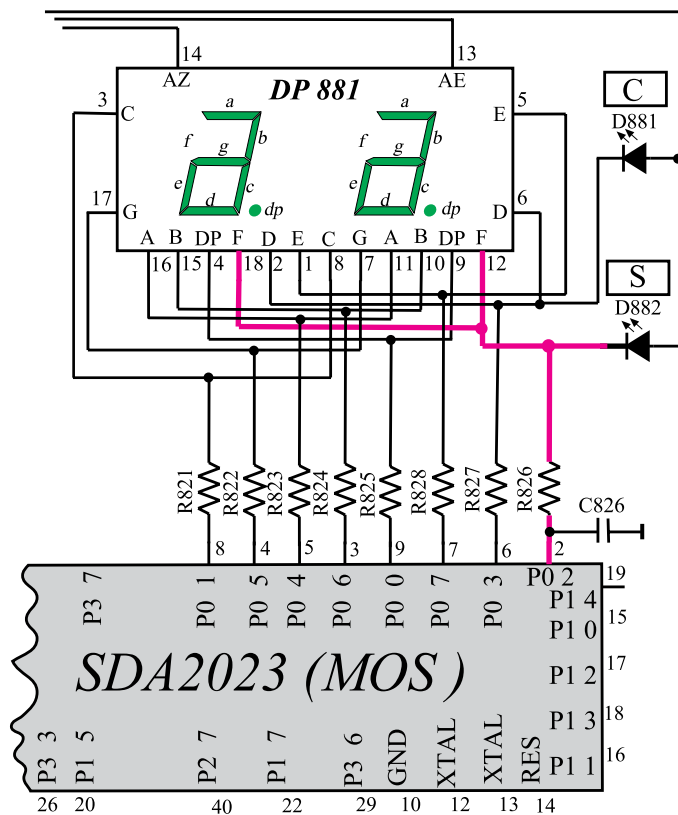 14
13
AZ
AE
DP 881
C
D881
3
C
E
5
a
a
f
g
b
f
g
b
e
d
c
dp
e
d
c
dp
17
G
D
6
A
B
DP
F
D
E
C
G
A
B
DP
F
16
15
4
18
2
1
8
7
11
10
9
12
S
D882
R821
R822
R823
R824
R825
R828
R827
R826
C826
8
4
5
3
9
7
6
2
P3 7
P0 1
P0 5
P0 4
P0 6
P0 0
P0 7
P0 3
P0 2
19
P1 4
15
P1 0
SDA2023 (MOS )
17
P1 2
18
P1 3
16
P1 1
P3 3
P1 5
P2 7
P1 7
P3 6
GND
XTAL
XTAL
RES
26
20
40
22
29
10
12
13
14